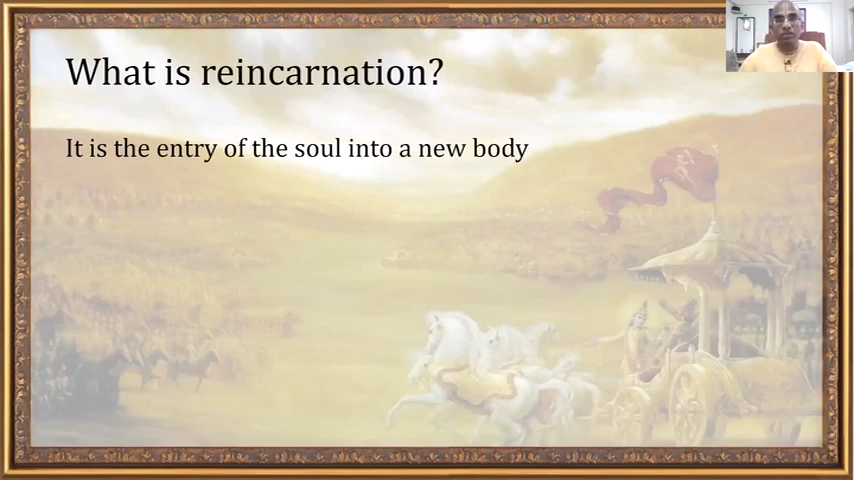 What is reincarnation?
It is the entry of the soul into a new body